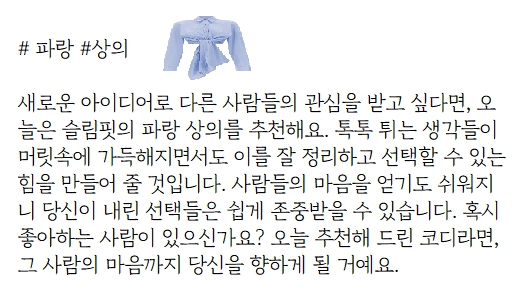 # 파랑 #상의
새로운 아이디어로 다른 사람들의 관심을 받고 싶다면, 오
늘은 슬림핏의 파랑 상의를 추천해요. 톡톡 튀는 생각들이
머릿속에 가득해지면서도 이를 잘 정리하고 선택할 수 있는
힘을 만들어 줄 것입니다. 사람들의 마음을 얻기도 쉬워지
니 당신이 내린 선택들은 쉽게 존중받을 수 있습니다. 혹시
좋아하는 사람이 있으신가요? 오늘 추천해 드린 코디라면,
그 사람의 마음까지 당신을 향하게 될 거예요.